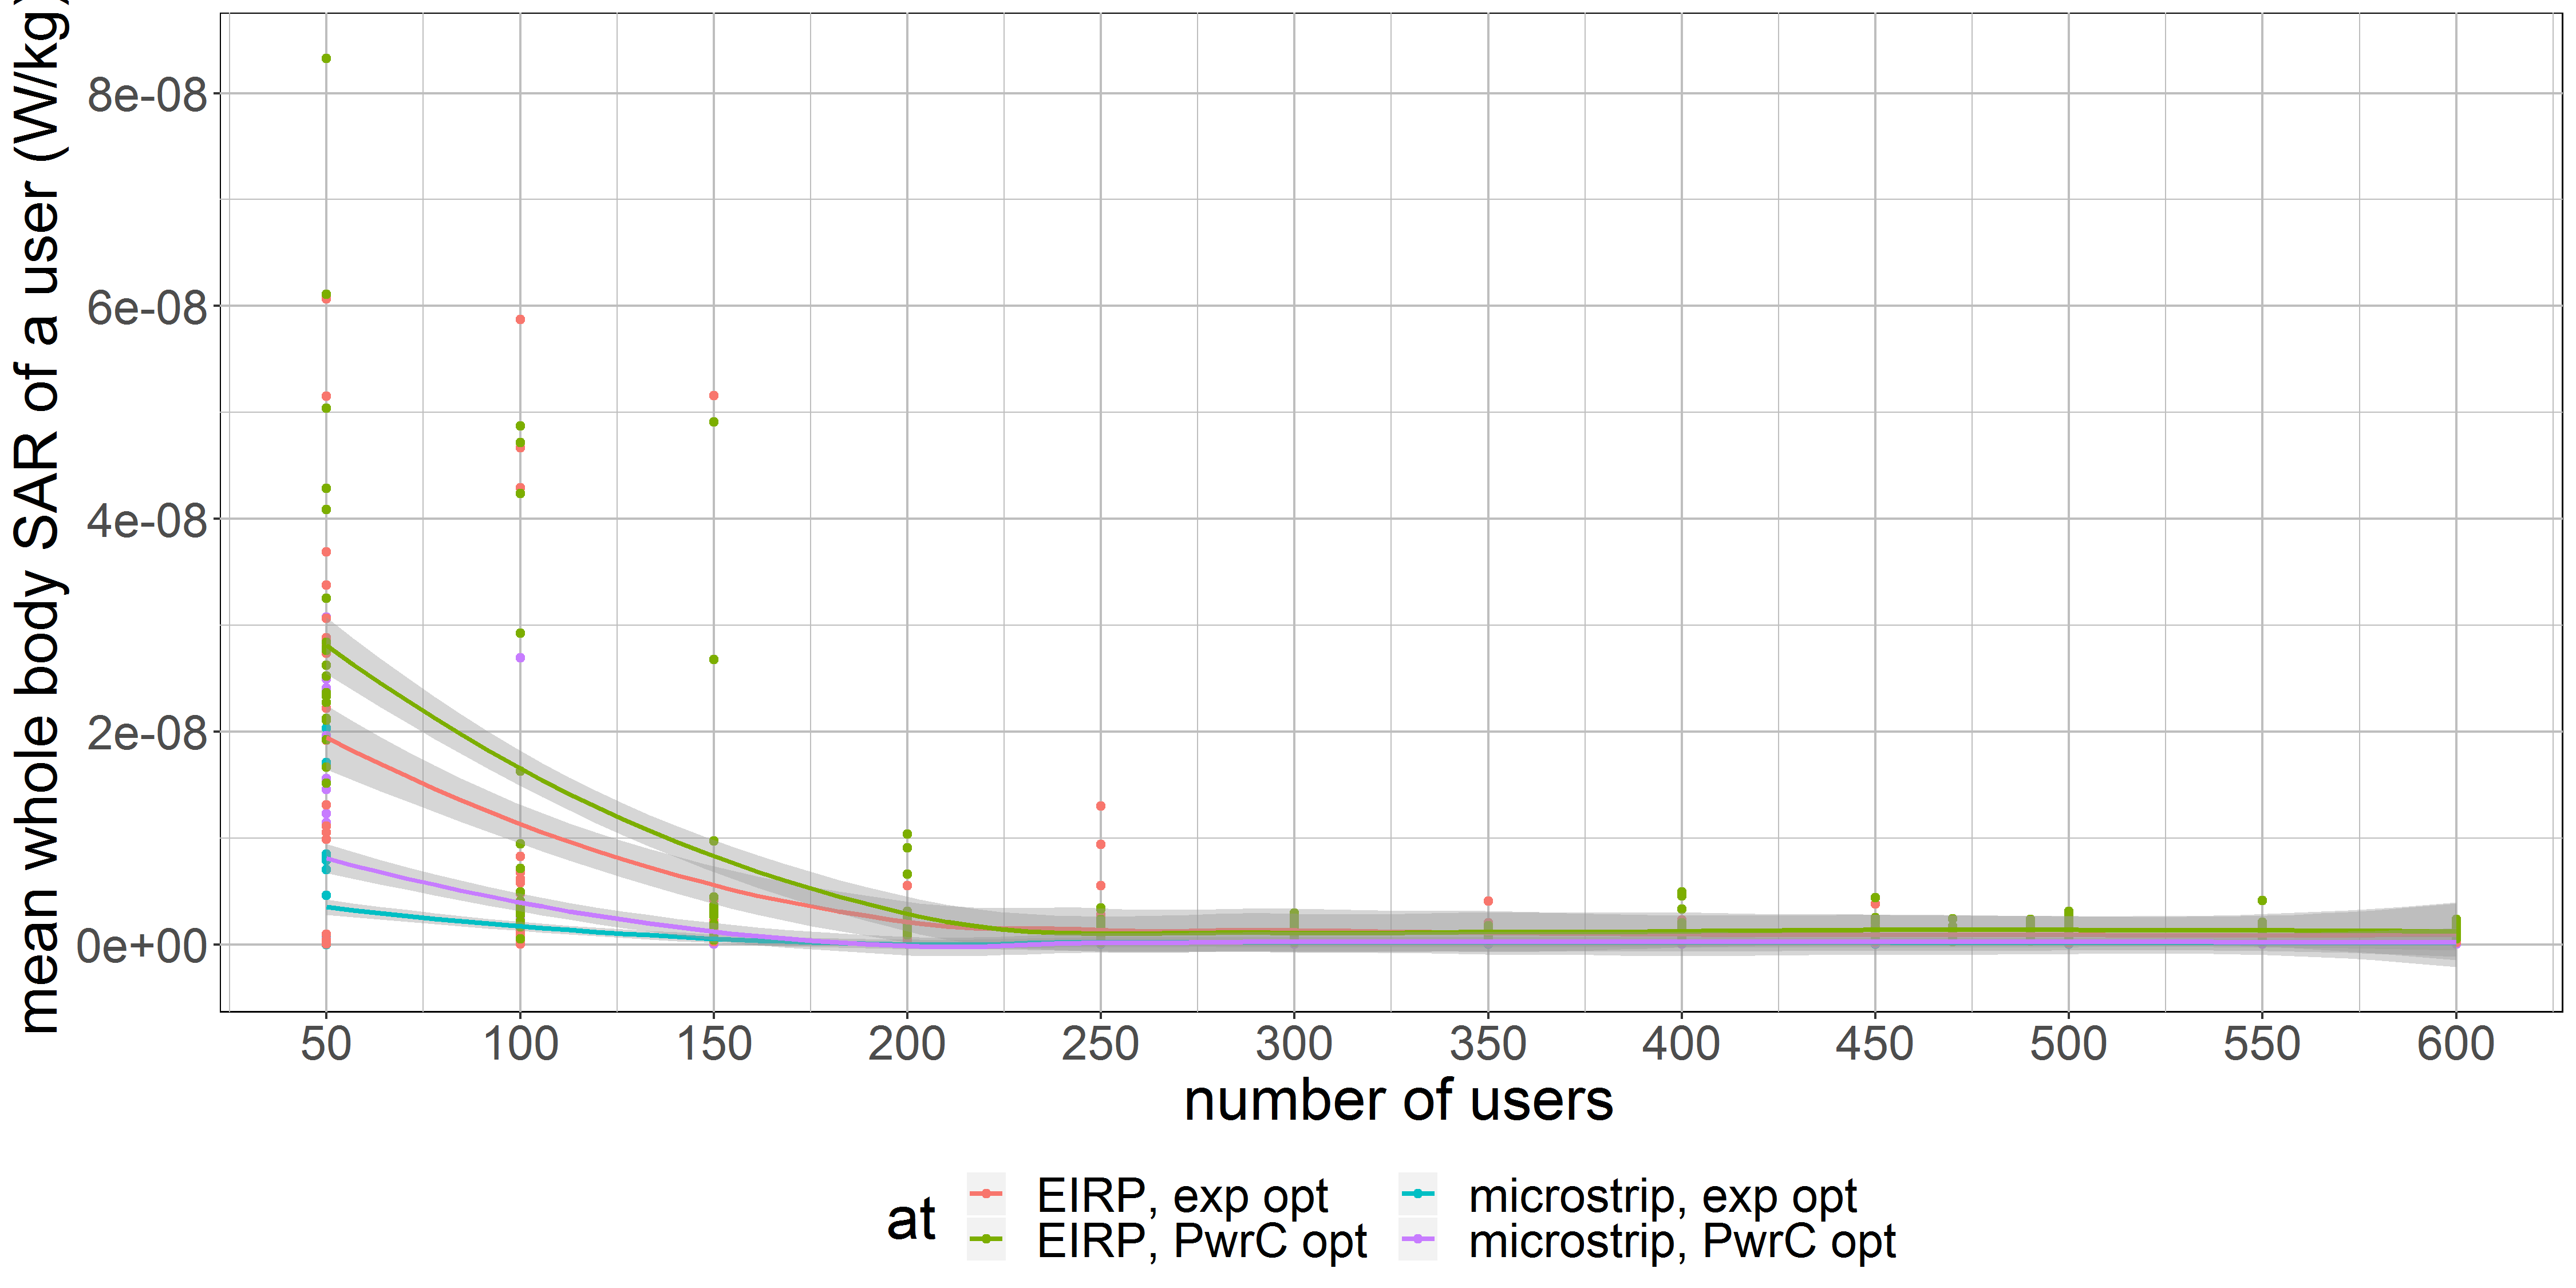 mean whole body SAR of a user (W/kg)
8e-08
6e-08
4e-08
2e-08
0e+00
50 100 150 200 250 300 350 400 450 500 550 600
number of users
at
EIRP, exp opt microstrip, exp opt
EIRP, PwrC opt microstrip, PwrC opt